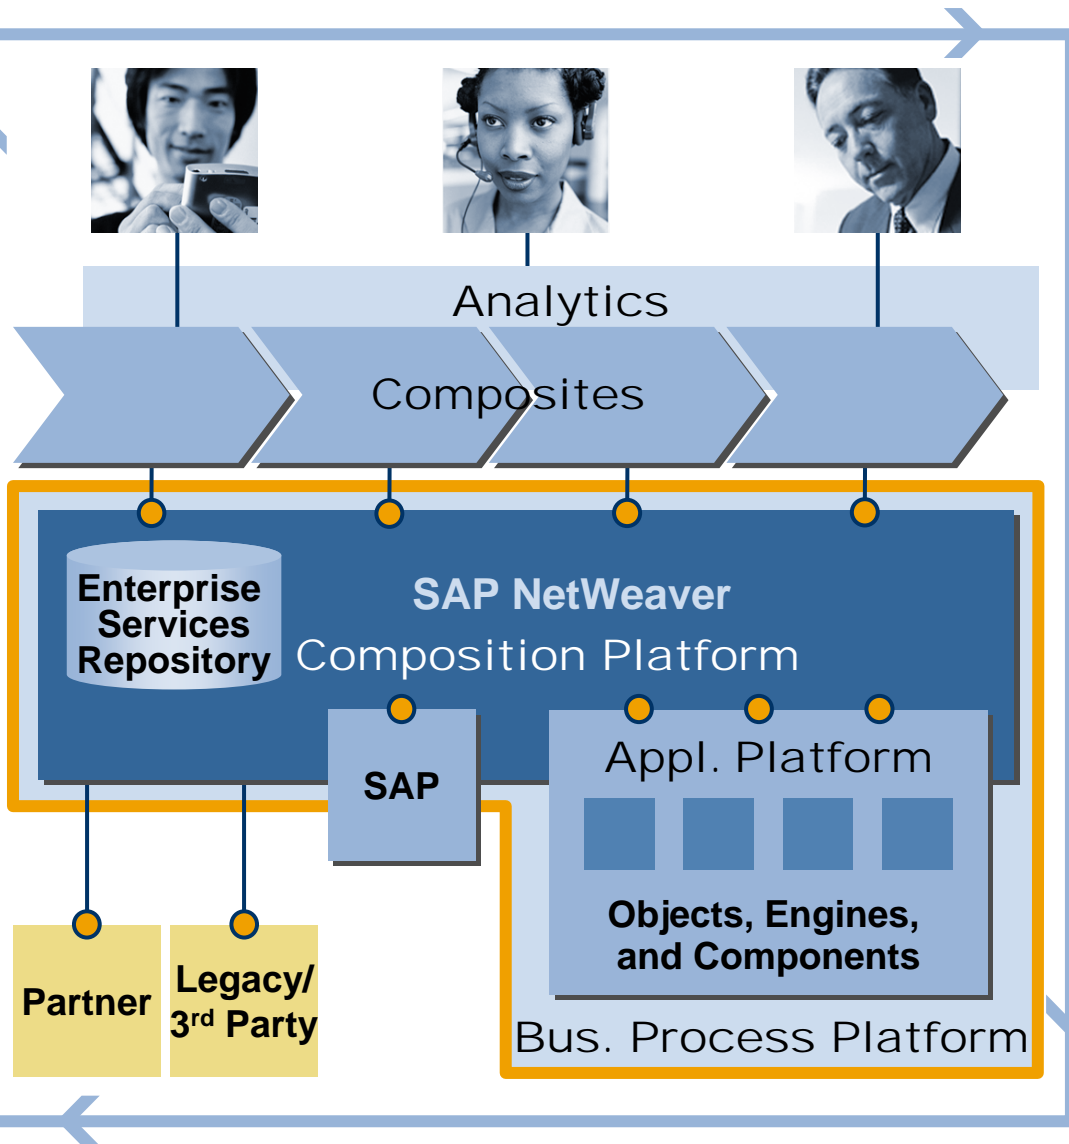 Analytics
Composites
Enterprise
Services
Repository
SAP NetWeaver
Composition Platform
SAP
Appl. Platform
Objects, Engines,
and Components
Partner
Legacy/
3rd Party
Bus. Process Platform